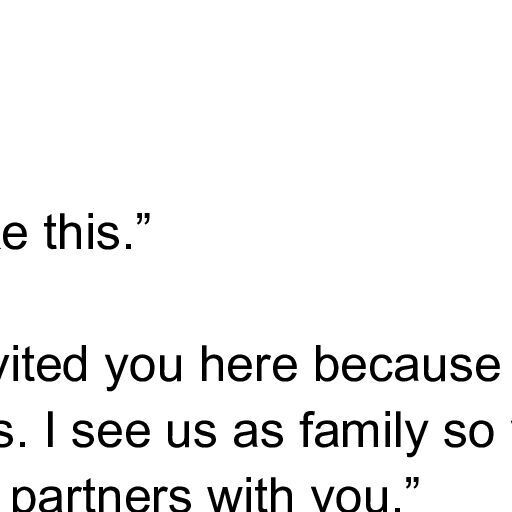 e this.”
vited you here because
s. I see us as family so
partners with you.”